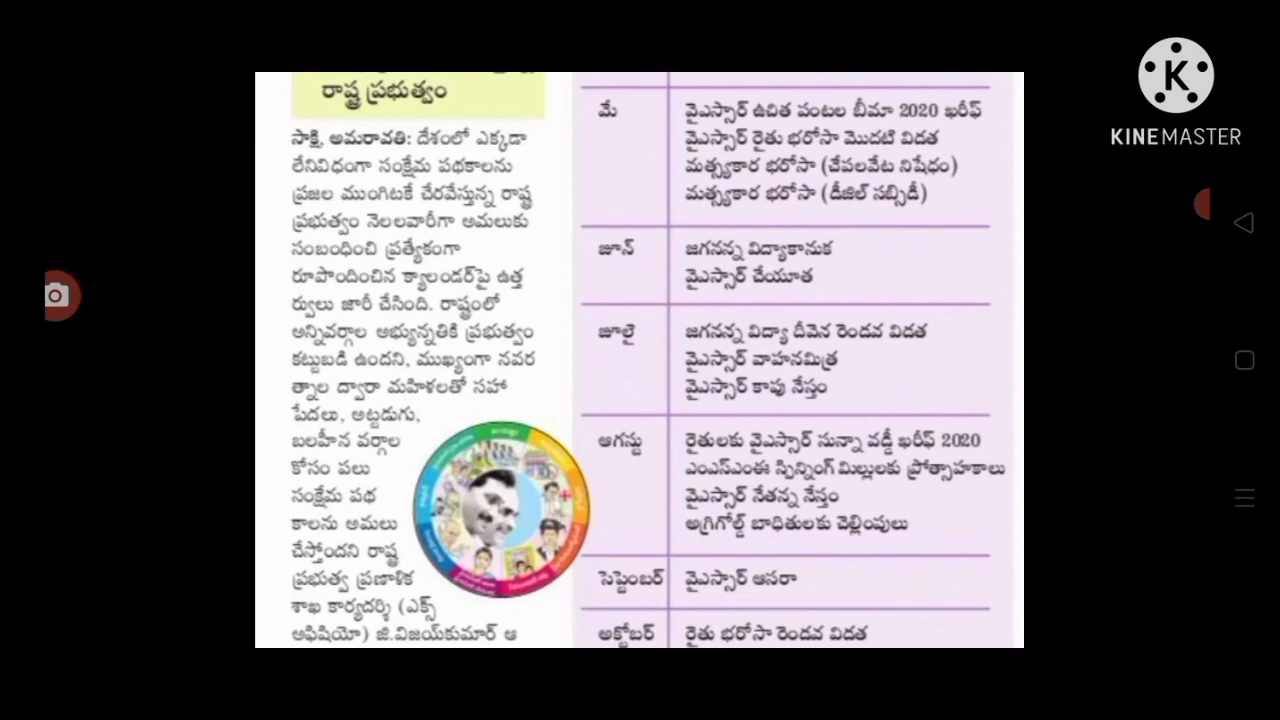 రాష్ట్ర ప్రభుత్వం
సాక్షి, అమరావతి: దేశంలో ఎక్కడా
లేనివిధంగా సంక్షేమ పథకాలను
ప్రజల ముంగిటకే చేరవేస్తున్న రాష్ట్ర
ప్రభుత్వం నెలలవారీగా అమలుకు
సంబంధించి ప్రత్యేకంగా
రూపొందించిన క్యాలండర్‌పై ఉత్త
ర్వులు జారీ చేసింది. రాష్ట్రంలో
అన్నివర్గాల అభ్యున్నతికి ప్రభుత్వం
కట్టుబడి ఉందని, ముఖ్యంగా నవర
త్నాల ద్వారా మహిళలతో సహా
పేదలు, అట్టడుగు,
బలహీన వర్గాల
కోసం పలు
సంక్షేమ పథ
కాలను అమలు
చేస్తోందని రాష్ట్ర
ప్రభుత్వ ప్రణాళిక
శాఖ కార్యదర్శి (ఎక్స్
అఫిషియో) జి.విజయ్‌కుమార్ ఆ
మే
వైఎస్సార్ ఉచిత పంటల బీమా 2020 ఖరీఫ్
వైఎస్సార్ రైతు భరోసా మొదటి విడత
మత్స్యకార భరోసా (చేపలవేట నిషేధం)
మత్స్యకార భరోసా (డీజిల్ సబ్సిడీ)
జూన్
జగనన్న విద్యాకానుక
వైఎస్సార్ చేయూత
జూలై
జగనన్న విద్యా దీవెన రెండవ విడత
వైఎస్సార్ వాహనమిత్ర
వైఎస్సార్ కాపు నేస్తం
ఆగస్టు
రైతులకు వైఎస్సార్ సున్నా వడ్డీ ఖరీఫ్ 2020
ఎంఎస్ఎంఈ స్పిన్నింగ్ మిల్లులకు ప్రోత్సాహకాలు
వైఎస్సార్ నేతన్న నేస్తం
అగ్రిగోల్డ్ బాధితులకు చెల్లింపులు
సెప్టెంబర్
వైఎస్సార్ ఆసరా
అక్టోబర్
రైతు భరోసా రెండవ విడత
K
KINEMASTER